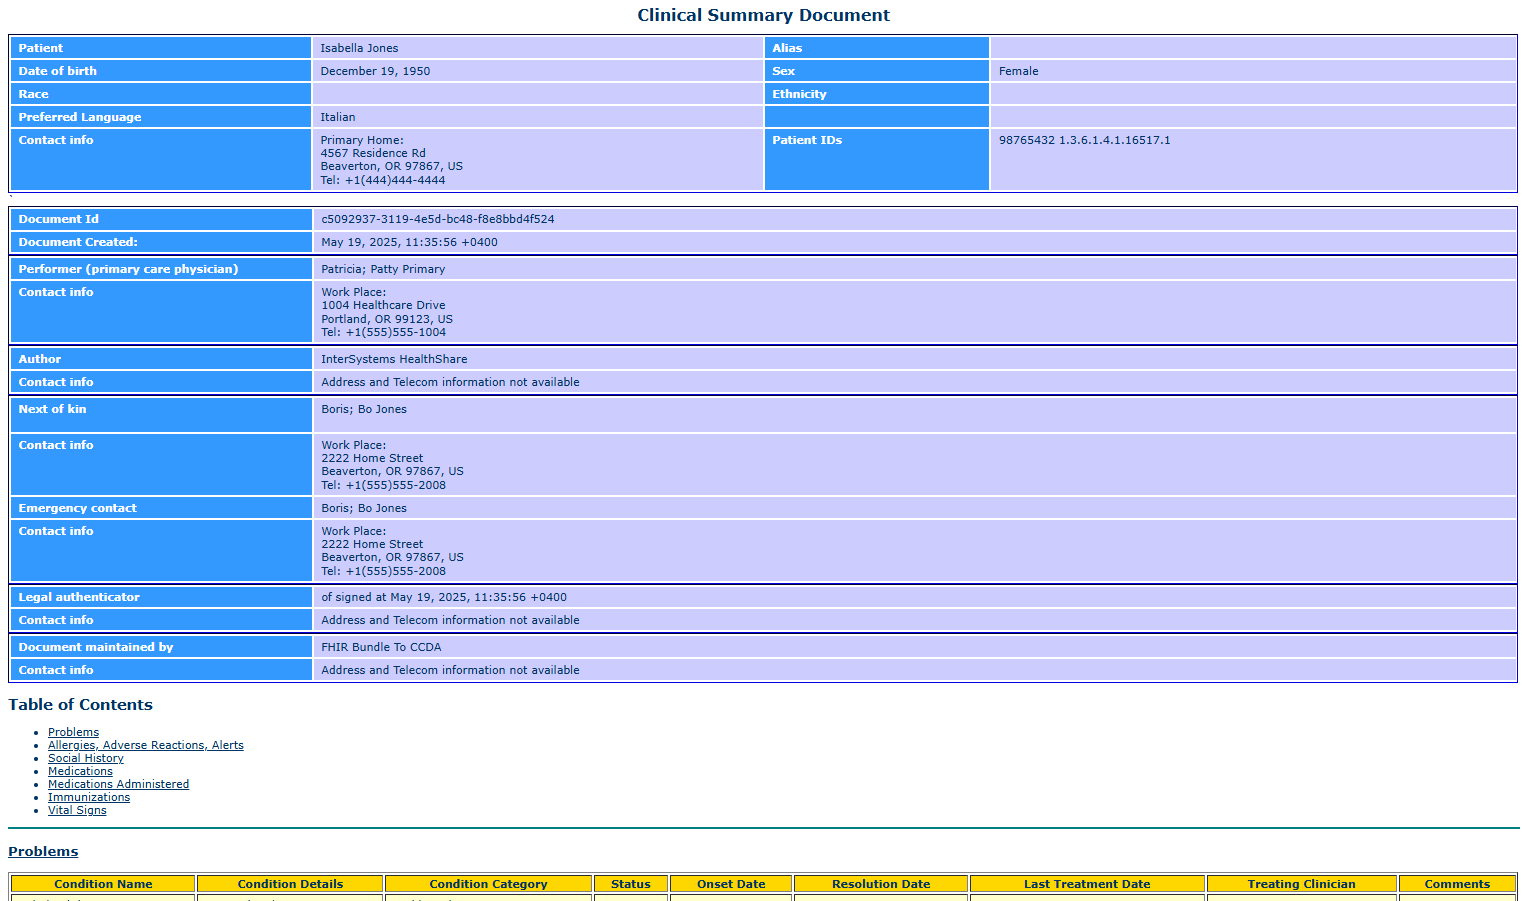 Clinical Summary Document
Patient Isabella Jones Alias
Date of birth December 19, 1950 Sex Female
Race Ethnicity
Preferred Language Italian
Contact info Primary Home: Patient IDs 98765432 1.3.6.1.4.1.16517.1
4567 Residence Rd
Beaverton, OR 97867, US
Tel: +1(444)444-4444
`
Document Id c5092937-3119-4e5d-bc48-f8e8bbd4f524
Document Created: May 19, 2025, 11:35:56 +0400
Performer (primary care physician) Patricia; Patty Primary
Contact info Work Place:
1004 Healthcare Drive
Portland, OR 99123, US
Tel: +1(555)555-1004
Author InterSystems HealthShare
Contact info Address and Telecom information not available
Next of kin Boris; Bo Jones
Contact info Work Place:
2222 Home Street
Beaverton, OR 97867, US
Tel: +1(555)555-2008
Emergency contact Boris; Bo Jones
Contact info Work Place:
2222 Home Street
Beaverton, OR 97867, US
Tel: +1(555)555-2008
Legal authenticator of signed at May 19, 2025, 11:35:56 +0400
Contact info Address and Telecom information not available
Document maintained by FHIR Bundle To CCDA
Contact info Address and Telecom information not available
Table of Contents
• Problems
• Allergies, Adverse Reactions, Alerts
• Social History
• Medications
• Medications Administered
• Immunizations
• Vital Signs
Problems
Condition Name Condition Details Condition Category Status Onset Date Resolution Date Last Treatment Date Treating Clinician Comments